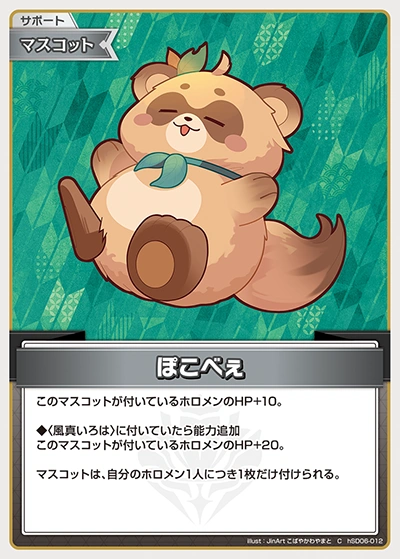 サポート
マスコット
ぽこべぇ
このマスコットが付いているホロメンのHP+10。
◆〈風真いろは〉に付いていたら能力追加
このマスコットが付いているホロメンのHP+20。
マスコットは、自分のホロメン1人につき1枚だけ付けられる。
illust : JinArt こばやかわやまと C hSD06-012